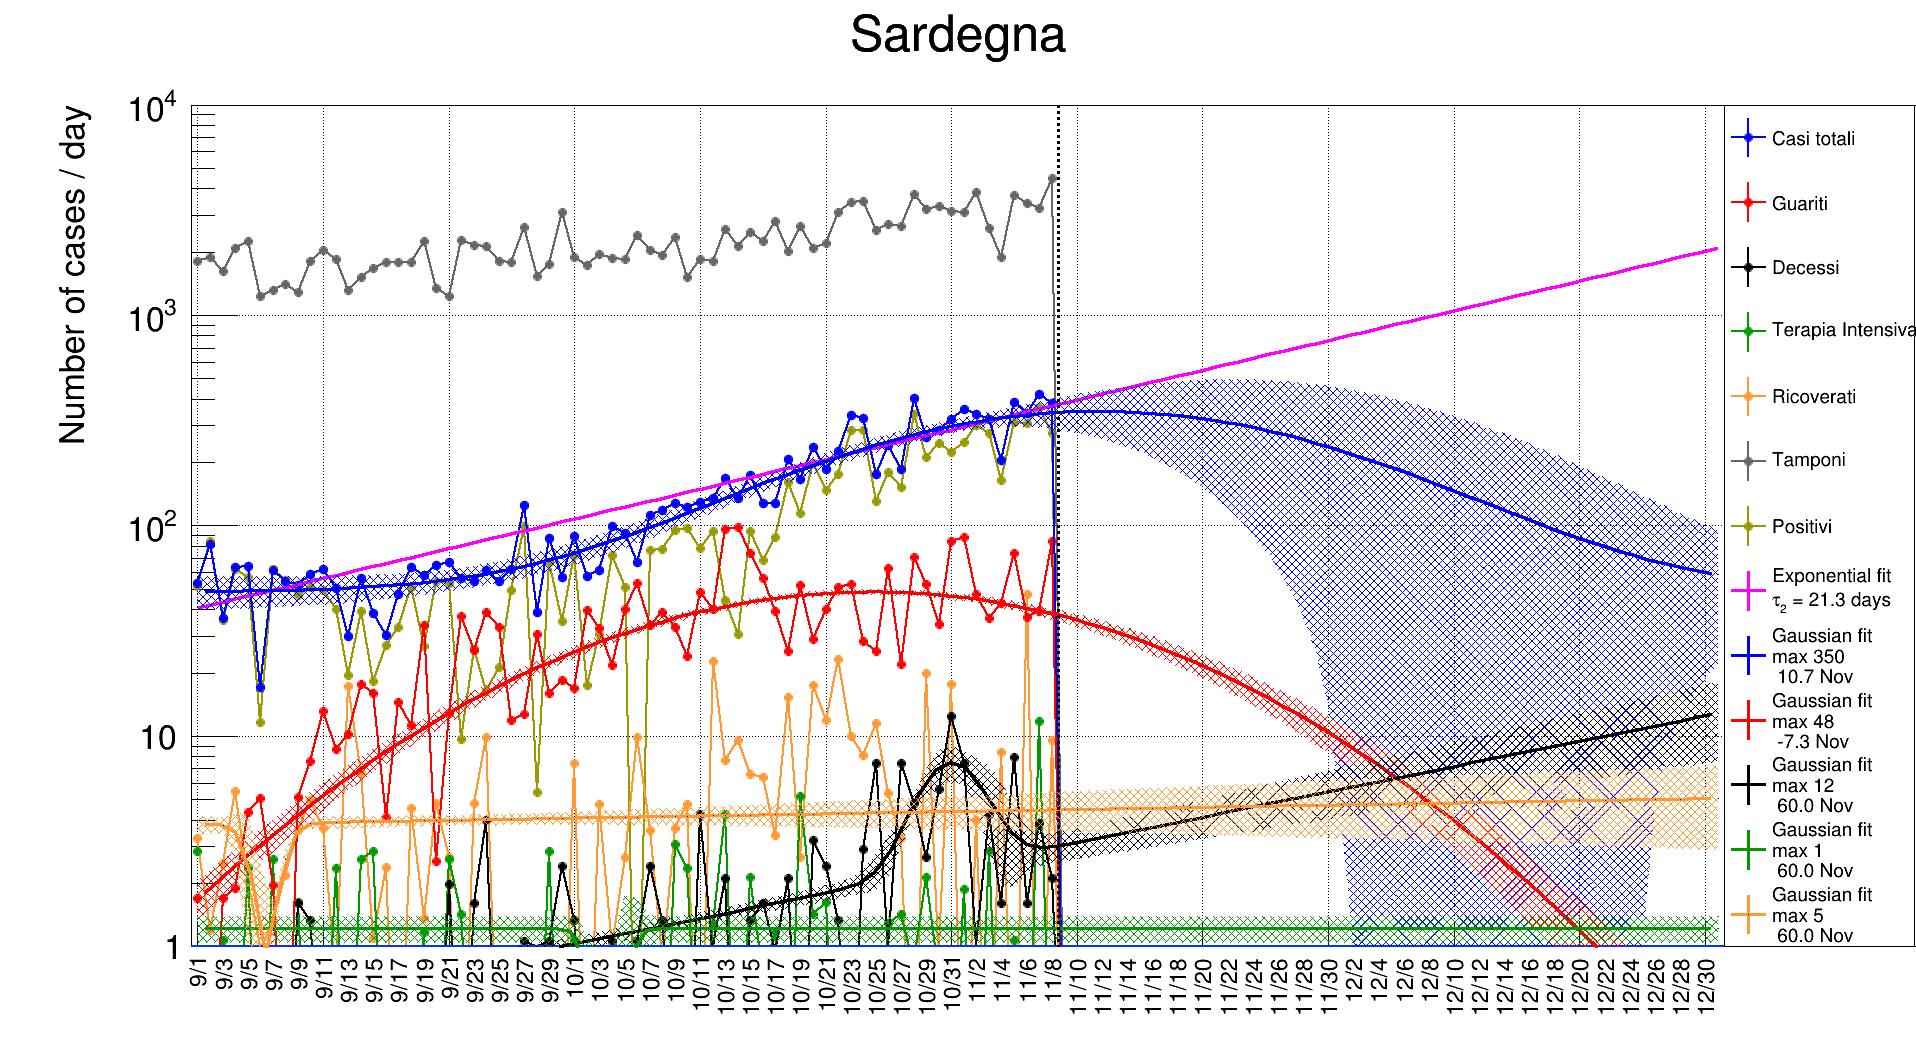 Sardegna
Number of cases / day
10^4
10^3
10^2
10
1
9/1 9/3 9/5 9/7 9/9 9/11 9/13 9/15 9/17 9/19 9/21 9/23 9/25 9/27 9/29 10/1 10/3 10/5 10/7 10/9 10/11 10/13 10/15 10/17 10/19 10/21 10/23 10/25 10/27 10/29 10/31 11/2 11/4 11/6 11/8 11/10 11/12 11/14 11/16 11/18 11/20 11/22 11/24 11/26 11/28 11/30 12/2 12/4 12/6 12/8 12/10 12/12 12/14 12/16 12/18 12/20 12/22 12/24 12/26 12/28 12/30
Casi totali
Guariti
Decessi
Terapia Intensiva
Ricoverati
Tamponi
Positivi
Exponential fit
τ₂ = 21.3 days
Gaussian fit
max 350
10.7 Nov
Gaussian fit
max 48
-7.3 Nov
Gaussian fit
max 12
60.0 Nov
Gaussian fit
max 1
60.0 Nov
Gaussian fit
max 5
60.0 Nov